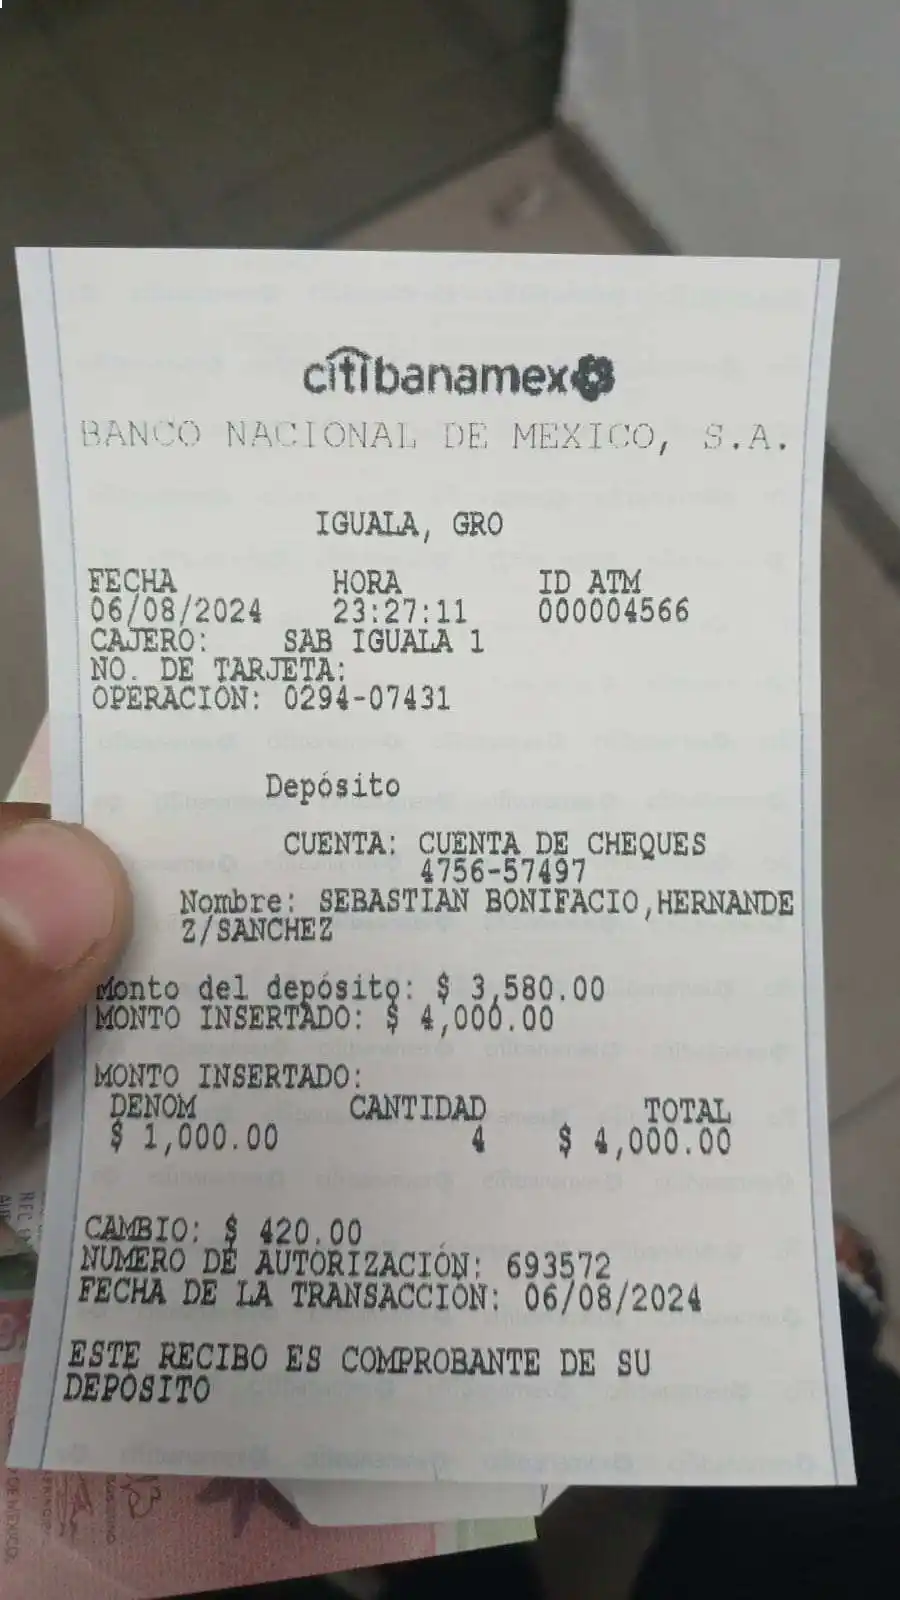 citibanamex
BANCO NACIONAL DE MEXICO, S.A.
IGUALA, GRO
FECHA HORA ID ATM
06/08/2024 23:27:11 000004566
CAJERO: SAB IGUALA 1
NO. DE TARJETA:
OPERACIÓN: 0294-07431
Depósito
CUENTA: CUENTA DE CHEQUES
4756-57497
Nombre: SEBASTIAN BONIFACIO,HERNANDE
Z/SANCHEZ
Monto del depósito: $ 3,580.00
MONTO INSERTADO: $ 4,000.00
MONTO INSERTADO:
DENOM CANTIDAD TOTAL
$ 1,000.00 4 $ 4,000.00
CAMBIO: $ 420.00
NUMERO DE AUTORIZACIÓN: 693572
FECHA DE LA TRANSACCIÓN: 06/08/2024
ESTE RECIBO ES COMPROBANTE DE SU
DEPÓSITO